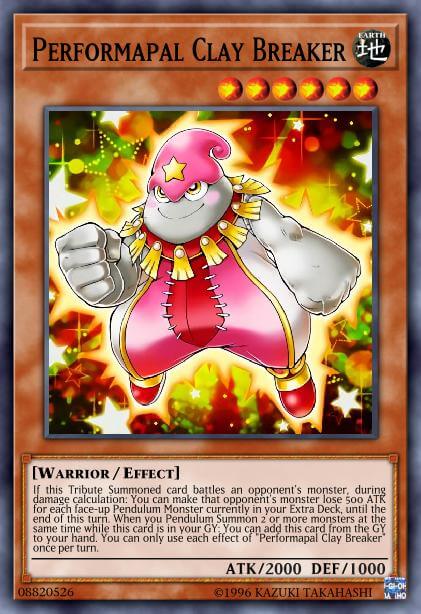 PERFORMAPAL CLAY BREAKER
EARTH
地
[WARRIOR / EFFECT]
If this Tribute Summoned card battles an opponent's monster, during
damage calculation: You can make that opponent's monster lose 500 ATK
for each face-up Pendulum Monster currently in your Extra Deck, until
the end of this turn. When you Pendulum Summon 2 or more monsters at
the same time while this card is in your GY: You can add this card from the GY
to your hand. You can only use each effect of "Performapal Clay Breaker"
once per turn.
ATK/2000 DEF/1000
08820526
©1996 KAZUKI TAKAHASHI